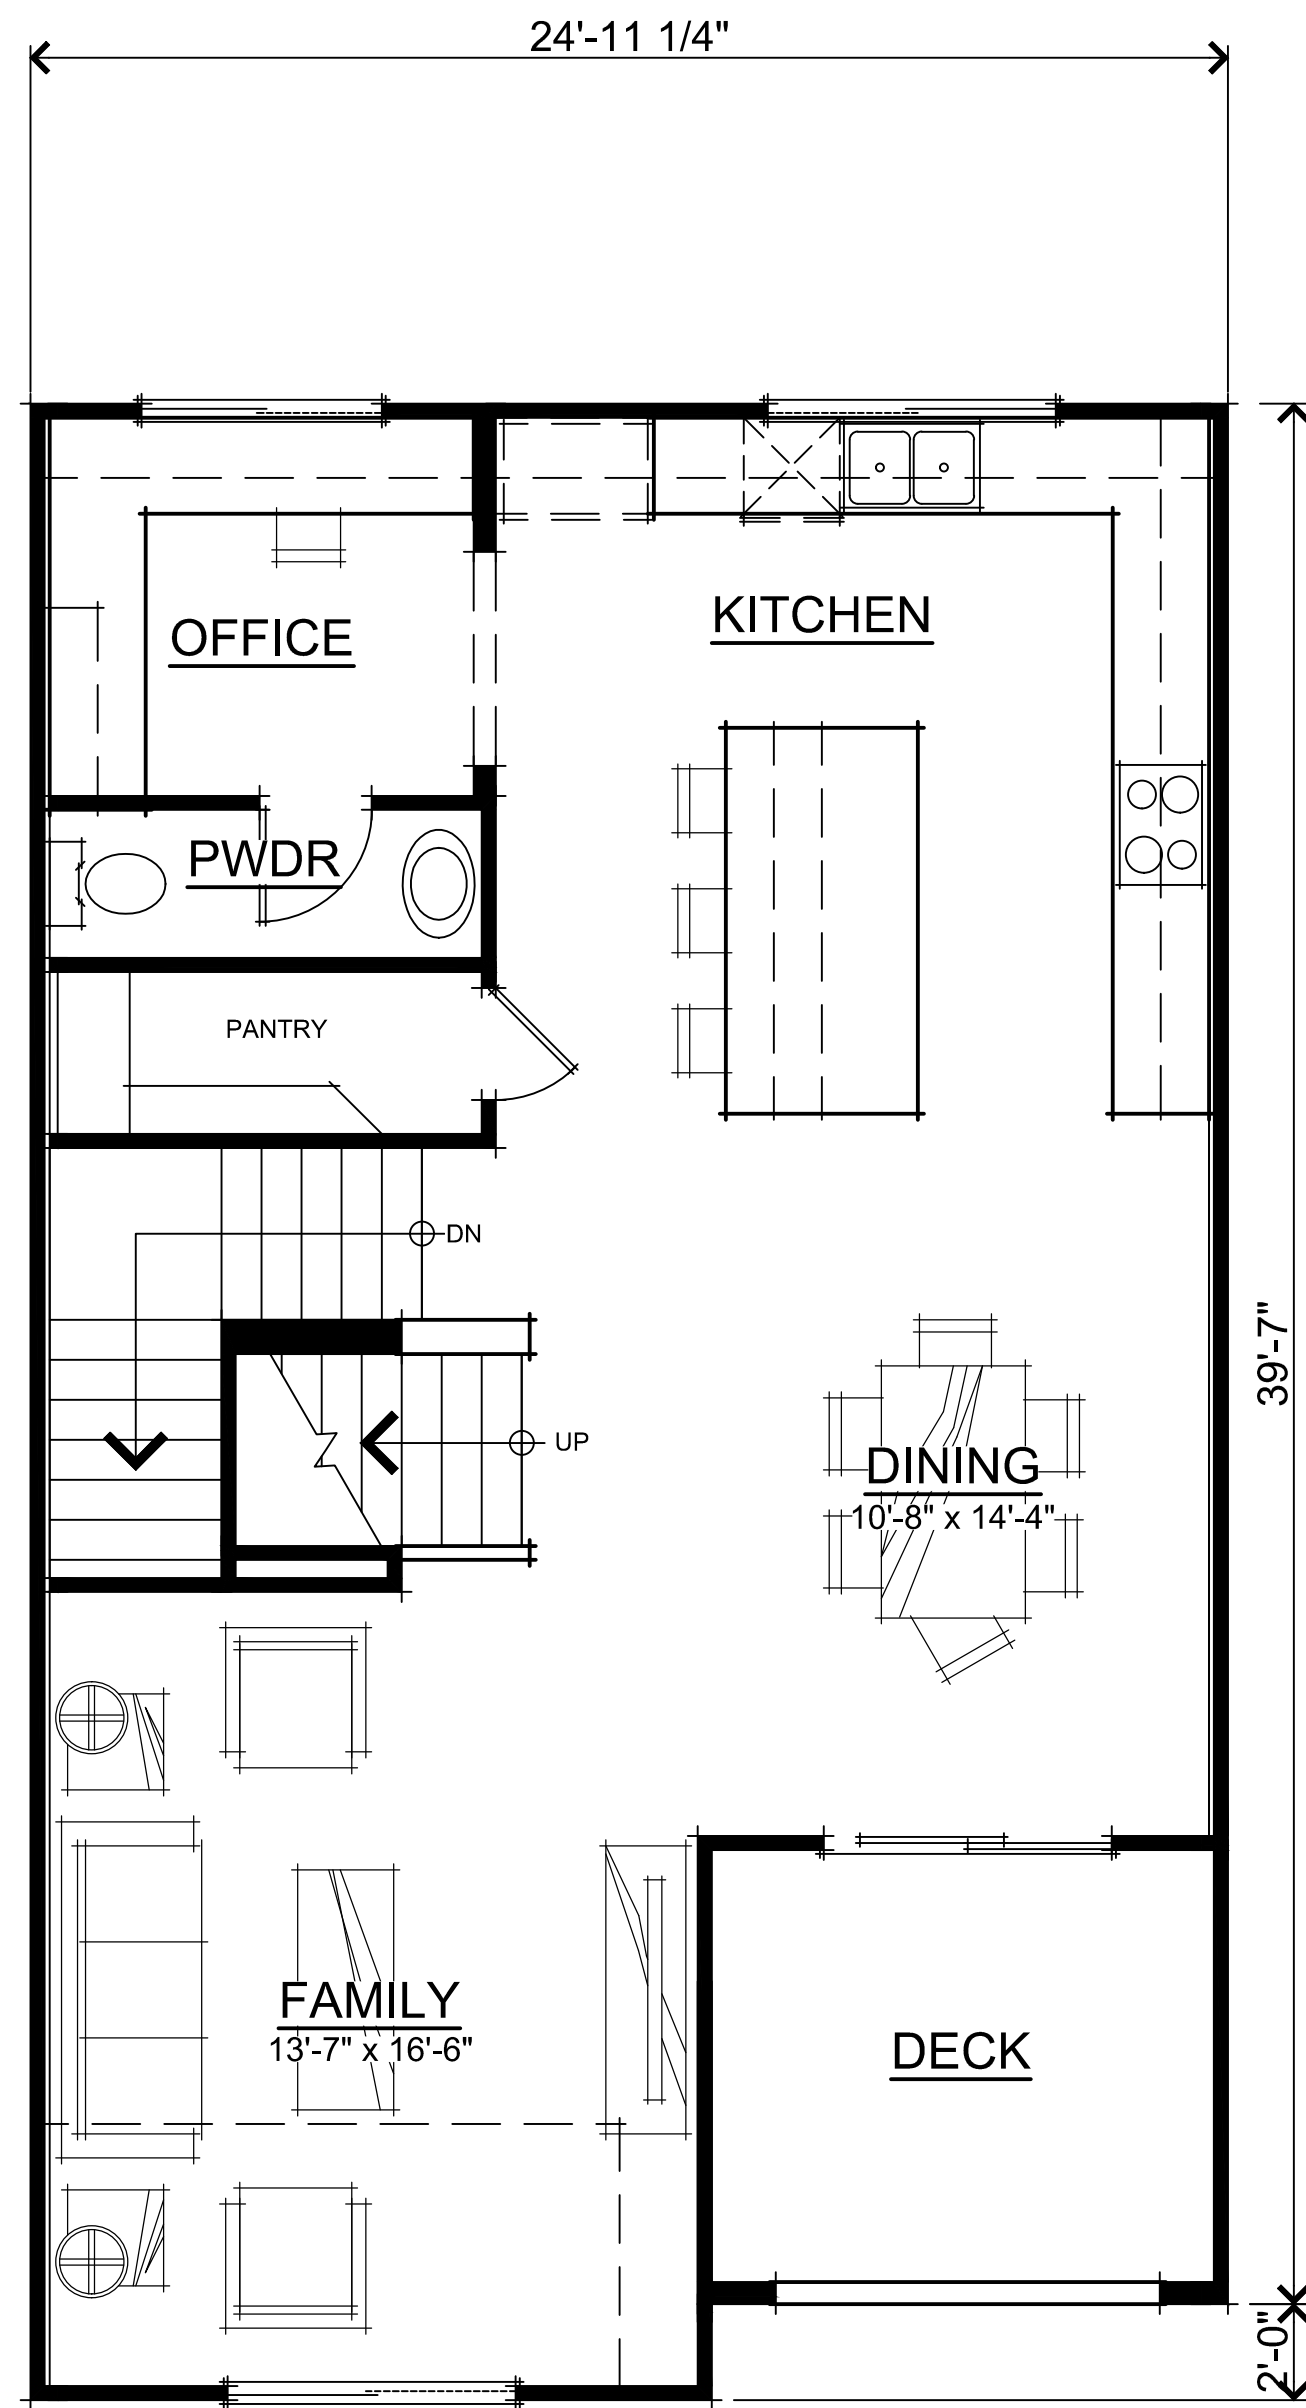 24'-11 1/4"
KITCHEN
OFFICE
PWDR
PANTRY
DN
39'-7"
UP
DINING
10'-8" x 14'-4"
FAMILY
13'-7" x 16'-6"
DECK
2'-0"